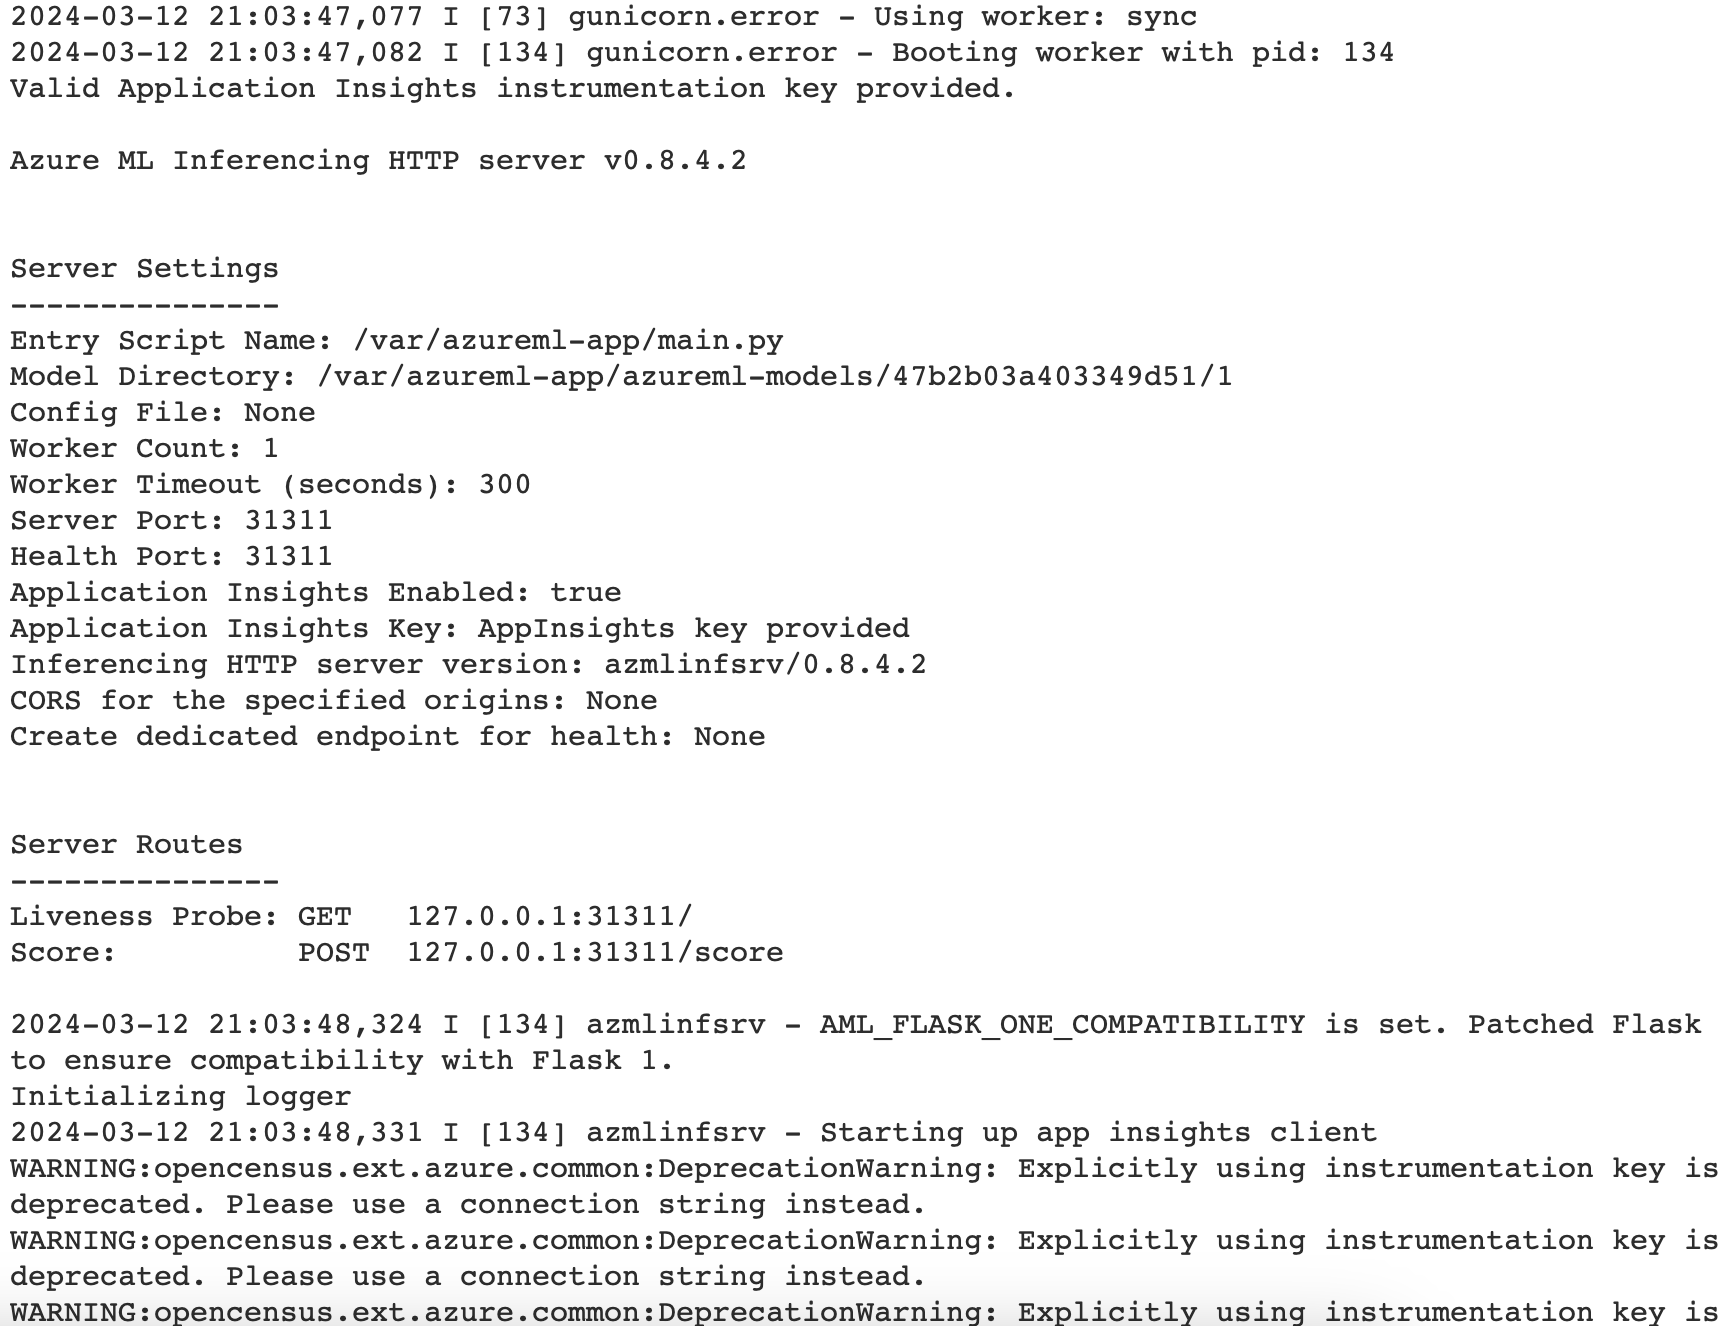 2024-03-12 21:03:47,077 I [73] gunicorn.error - Using worker: sync
2024-03-12 21:03:47,082 I [134] gunicorn.error - Booting worker with pid: 134
Valid Application Insights instrumentation key provided.
Azure ML Inferencing HTTP server v0.8.4.2
Server Settings
---------------
Entry Script Name: /var/azureml-app/main.py
Model Directory: /var/azureml-app/azureml-models/47b2b03a403349d51/1
Config File: None
Worker Count: 1
Worker Timeout (seconds): 300
Server Port: 31311
Health Port: 31311
Application Insights Enabled: true
Application Insights Key: AppInsights key provided
Inferencing HTTP server version: azmlinfsrv/0.8.4.2
CORS for the specified origins: None
Create dedicated endpoint for health: None
Server Routes
---------------
Liveness Probe: GET   127.0.0.1:31311/
Score:          POST  127.0.0.1:31311/score
2024-03-12 21:03:48,324 I [134] azmlinfsrv - AML_FLASK_ONE_COMPATIBILITY is set. Patched Flask
to ensure compatibility with Flask 1.
Initializing logger
2024-03-12 21:03:48,331 I [134] azmlinfsrv - Starting up app insights client
WARNING:opencensus.ext.azure.common:DeprecationWarning: Explicitly using instrumentation key is
deprecated. Please use a connection string instead.
WARNING:opencensus.ext.azure.common:DeprecationWarning: Explicitly using instrumentation key is
deprecated. Please use a connection string instead.
WARNING:opencensus.ext.azure.common:DeprecationWarning: Explicitly using instrumentation key is